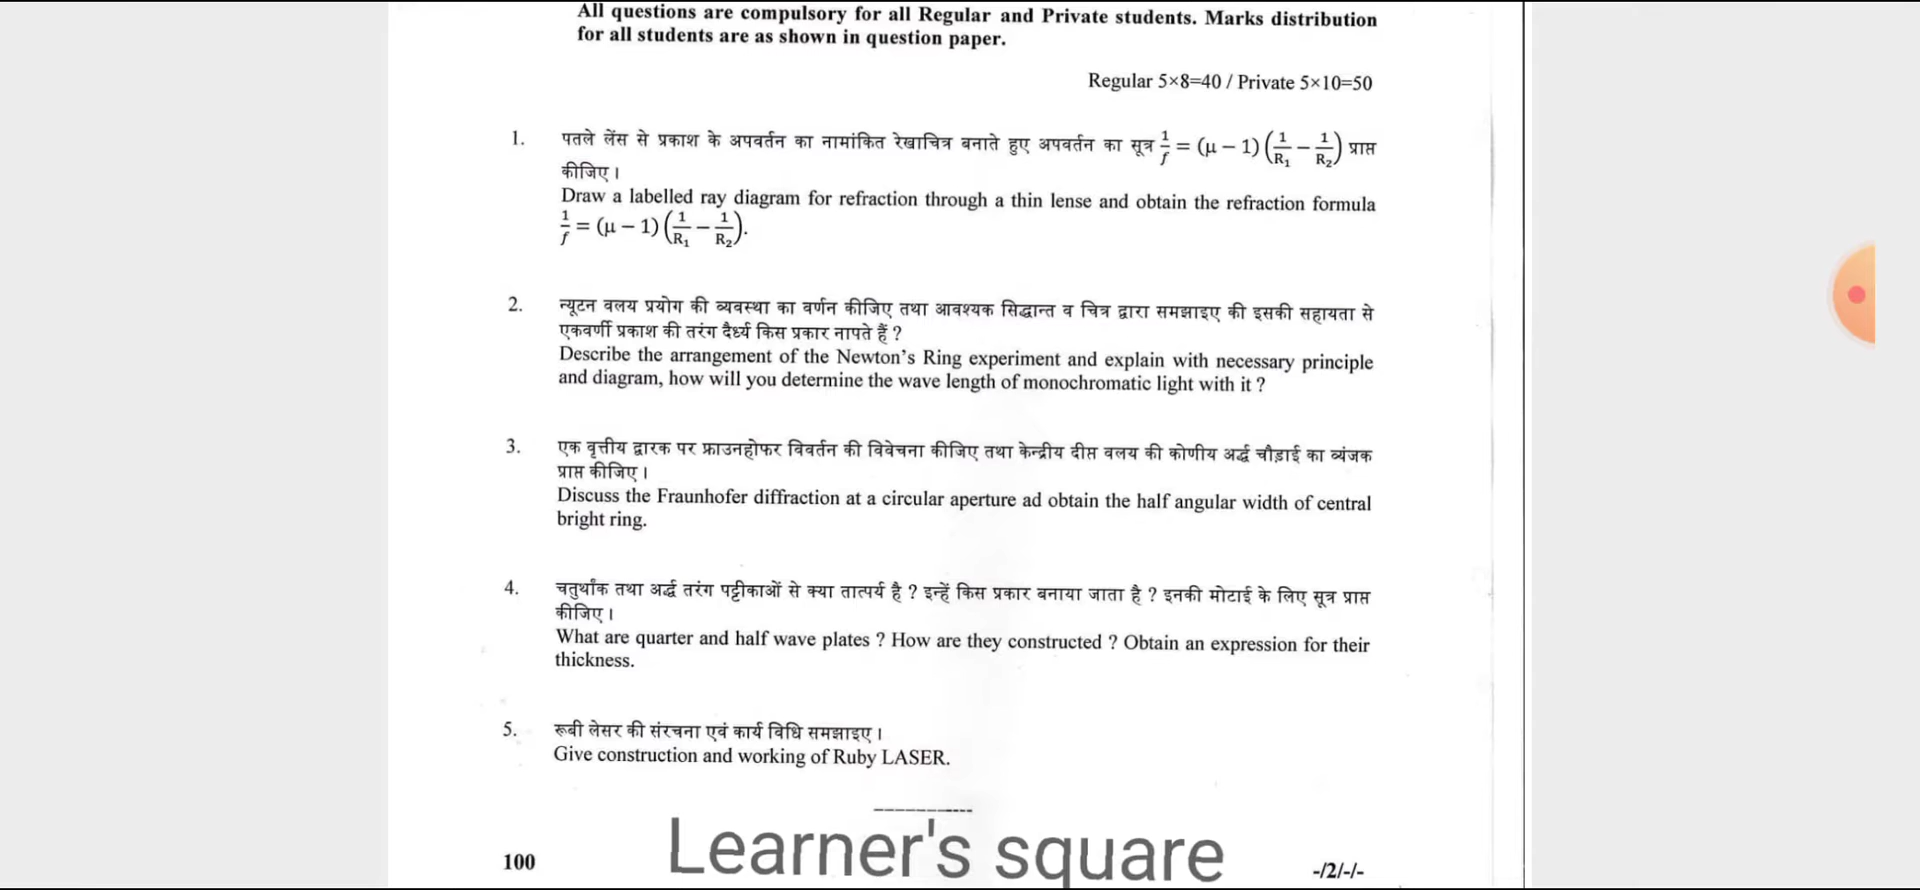 All questions are compulsory for all Regular and Private students. Marks distribution
for all students are as shown in question paper.
Regular 5×8=40 / Private 5×10=50
1. पतले लेंस से प्रकाश के अपवर्तन का नामांकित रेखाचित्र बनाते हुए अपवर्तन का सूत्र 1/f = (μ − 1)(1/R₁ − 1/R₂) प्राप्त
कीजिए।
Draw a labelled ray diagram for refraction through a thin lense and obtain the refraction formula
1/f = (μ − 1)(1/R₁ − 1/R₂).
2. न्यूटन वलय प्रयोग की व्यवस्था का वर्णन कीजिए तथा आवश्यक सिद्धान्त व चित्र द्वारा समझाइए की इसकी सहायता से
एकवर्णी प्रकाश की तरंग दैर्ध्य किस प्रकार नापते हैं ?
Describe the arrangement of the Newton's Ring experiment and explain with necessary principle
and diagram, how will you determine the wave length of monochromatic light with it ?
3. एक वृत्तीय द्वारक पर फ्राउनहोफर विवर्तन की विवेचना कीजिए तथा केन्द्रीय दीप्त वलय की कोणीय अर्द्ध चौड़ाई का व्यंजक
प्राप्त कीजिए।
Discuss the Fraunhofer diffraction at a circular aperture ad obtain the half angular width of central
bright ring.
4. चतुर्थांक तथा अर्द्ध तरंग पट्टीकाओं से क्या तात्पर्य है ? इन्हें किस प्रकार बनाया जाता है ? इनकी मोटाई के लिए सूत्र प्राप्त
कीजिए।
What are quarter and half wave plates ? How are they constructed ? Obtain an expression for their
thickness.
5. रूबी लेसर की संरचना एवं कार्य विधि समझाइए।
Give construction and working of Ruby LASER.
-----------
Learner's square
100 -/2/-/-